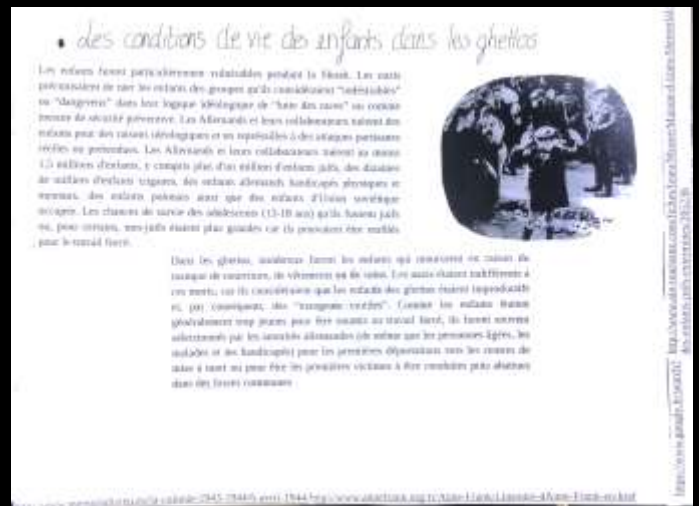 • des conditions de vie des enfants dans les ghettos
Les enfants furent particulièrement vulnérables pendant la Shoah. Les nazis
préconisaient de tuer les enfants des groupes qu'ils considéraient "indésirables"
ou "dangereux" dans leur logique idéologique de "lutte des races" ou comme
mesure de sécurité préventive. Les Allemands et leurs collaborateurs tuèrent des
enfants pour des raisons idéologiques et en représailles à des attaques partisanes
réelles ou prétendues. Les Allemands et leurs collaborateurs tuèrent au moins
1,5 millions d'enfants, y compris plus d'un million d'enfants juifs, des dizaines
de milliers d'enfants tziganes, des enfants allemands handicapés physiques et
mentaux, des enfants polonais ainsi que des enfants d'Union soviétique
occupée. Les chances de survie des adolescents (13-18 ans) qu'ils fussent juifs
ou, pour certains, non-juifs étaient plus grandes car ils pouvaient être
pour le travail forcé.
Dans les ghettos, nombreux furent les enfants qui moururent en raison du
manque de nourriture, de vêtements ou de soins. Les nazis étaient indifférents à
ces morts, car ils considéraient que les enfants des ghettos étaient improductifs
et, par conséquent, des "mangeurs inutiles". Comme les enfants étaient
généralement trop jeunes pour être soumis au travail forcé, ils furent souvent
sélectionnés par les autorités allemandes (de même que les personnes âgées, les
malades et les handicapés) pour les premières déportations vers les centres de
mise à mort ou pour être les premières victimes à être conduites puis abattues
dans des fosses communes